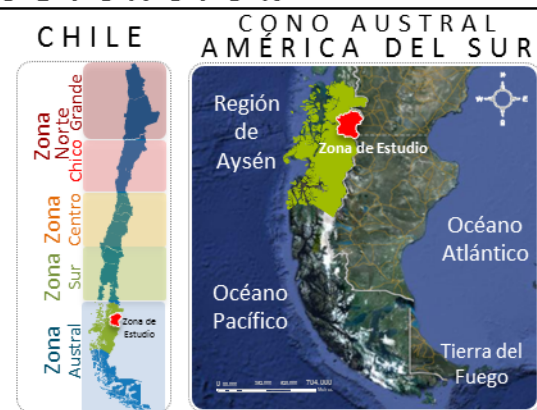 CHILE
Zona
Norte
Grande
Chico
Zona
Centro
Zona
Sur
Zona
Austral
Zona de
Estudio
CONO AUSTRAL
AMÉRICA DEL SUR
Región
de
Aysén
Zona de Estudio
N
Océano
Atlántico
Océano
Pacífico
Tierra del
Fuego